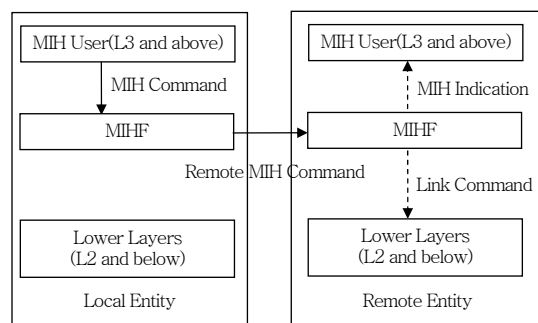 MIH User(L3 and above)
MIH Command
MIHF
Lower Layers
(L2 and below)
Local Entity
Remote MIH Command
MIH User(L3 and above)
MIH Indication
MIHF
Link Command
Lower Layers
(L2 and below)
Remote Entity